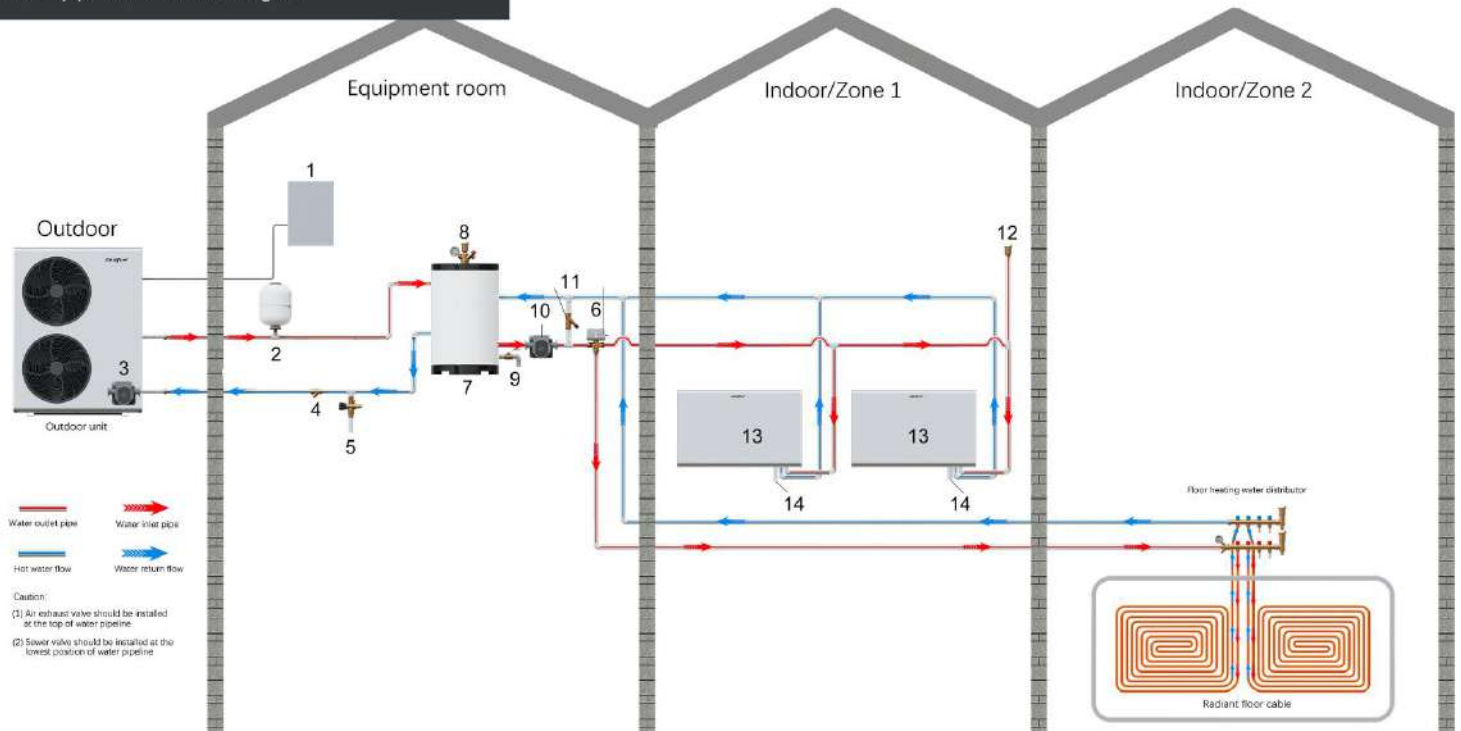 Equipment room
Indoor/Zone 1
Indoor/Zone 2
1
Outdoor
8
12
11
10
6
3
2
7
9
4
5
Outdoor unit
13
13
14
14
Floor heating water distributor
Water outlet pipe
Water inlet pipe
Hot water flow
Water return flow
Caution:
(1) Air exhaust valve should be installed
at the top of water pipeline
(2) Sewer valve should be installed at the
lowest position of water pipeline
Radiant floor cable